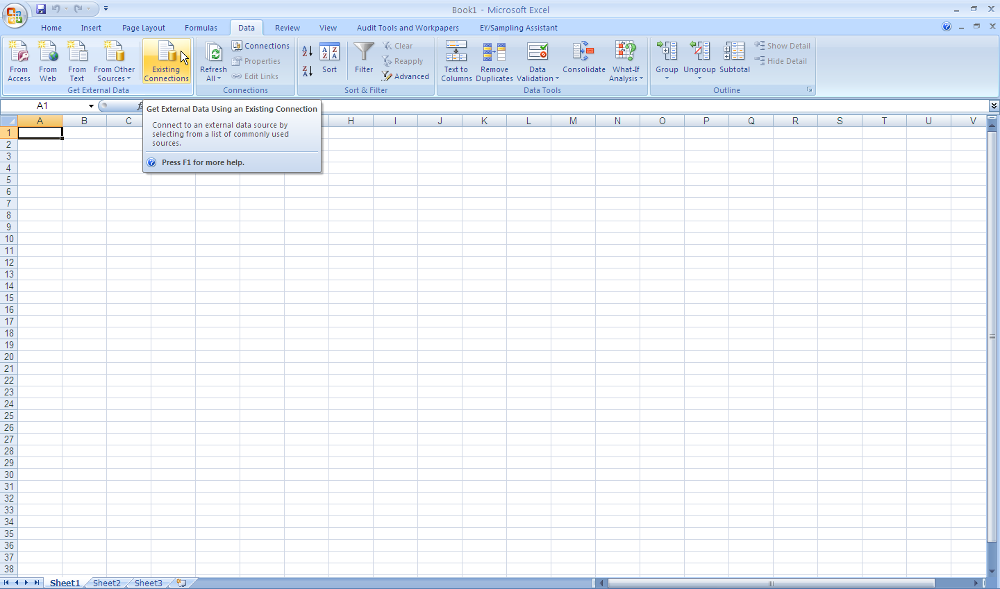 Book1 - Microsoft Excel
Home Insert Page Layout Formulas Data Review View Audit Tools and Workpapers EY/Sampling Assistant
From Access
From Web
From Text
From Other Sources
Existing Connections
Get External Data
Refresh All
Connections
Properties
Edit Links
Connections
A Z
Z A
A Z Z A
Sort
Filter
Clear
Reapply
Advanced
Sort & Filter
Text to Columns
Remove Duplicates
Data Validation
Consolidate
What-If Analysis
Data Tools
Group
Ungroup
Subtotal
Show Detail
Hide Detail
Outline
A1
Get External Data Using an Existing Connection
Connect to an external data source by
selecting from a list of commonly used
sources.
Press F1 for more help.
A B C H I J K L M N O P Q R S T U V
1
2
3
4
5
6
7
8
9
10
11
12
13
14
15
16
17
18
19
20
21
22
23
24
25
26
27
28
29
30
31
32
33
34
35
36
37
38
Sheet1 Sheet2 Sheet3